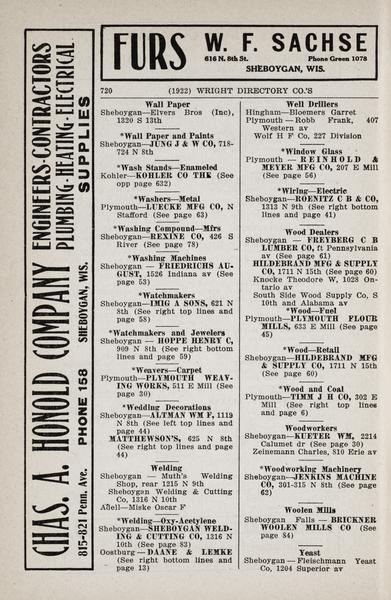 CHAS. A. HONOLD COMPANY
ENGINEERS-CONTRACTORS
PLUMBING-HEATING-ELECTRICAL
SUPPLIES
815-821 Penn. Ave. PHONE 158 SHEBOYGAN, WIS.
FURS W. F. SACHSE
616 N. 8th St. Phone Green 1078
SHEBOYGAN, WIS.
720 (1922) WRIGHT DIRECTORY CO.'S
Wall Paper
Sheboygan—Elvers Bros (Inc),
1320 S 13th
*Wall Paper and Paints
Sheboygan—JUNG J & W CO, 718-
724 N 8th
*Wash Stands—Enameled
Kohler—KOHLER CO THK (See
opp page 632)
*Washers—Metal
Plymouth—LUECKE MFG CO, N
Stafford (See page 63)
*Washing Compound—Mfrs
Sheboygan—REXINE CO, 426 S
River (See page 78)
*Washing Machines
Sheboygan — FRIEDRICHS AU-
GUST, 1526 Indiana av (See
page 53)
*Watchmakers
Sheboygan—IMIG A SONS, 621 N
8th (See right top lines and
page 58)
*Watchmakers and Jewelers
Sheboygan — HOPPE HENRY C,
909 N 8th (See right bottom
lines and page 59)
*Weavers—Carpet
Plymouth—PLYMOUTH WEAV-
ING WORKS, 511 E Mill (See
page 30)
*Welding Decorations
Sheboygan—ALTMAN W F, 1119
N 8th (See left top lines and
page 44)
MATTHEWSON'S, 625 N 8th
(See right top lines and page
44)
Welding
Sheboygan — Muth's Welding
Shop, rear 1215 N 9th
Sheboygan Welding & Cutting
Co, 1316 N 10th
Adell—Miske Oscar F
*Welding—Oxy-Acetylene
Sheboygan—SHEBOYGAN WELD-
ING & CUTTING CO, 1316 N
10th (See page 83)
Oostburg—DAANE & LEMKE
(See right bottom lines and
page 13)
Well Drillers
Hingham—Bloemers Garret
Plymouth — Robb Frank, 407
Western av
Wolf H F Co, 227 Division
*Window Glass
Plymouth — REINHOLD &
MEYER MFG CO, 207 E Mill
(See page 56)
*Wiring—Electric
Sheboygan—ROENITZ C B & CO,
1313 N 9th (See right bottom
lines and page 41)
Wood Dealers
Sheboygan — FREYBERG C B
LUMBER CO, ft Pennsylvania
av (See page 61)
HILDEBRAND MFG & SUPPLY
CO, 1711 N 15th (See page 60)
Knocke Theodore W, 1028 Ont-
ario av
South Side Wood Supply Co, S
9th and Alabama av
*Wood—Fuel
Plymouth—PLYMOUTH FLOUR
MILLS, 633 E Mill (See page
45)
*Wood—Retail
Sheboygan—HILDEBRAND MFG
& SUPPLY CO, 1711 N 15th
(See page 60)
*Wood and Coal
Plymouth—TIMM J H CO, 302 E
Mill (See right top lines
and page 6)
Woodworkers
Sheboygan—KUETER WM, 2214
Calumet dr (See page 30)
Zeinemann Charles, 810 Erie av
*Woodworking Machinery
Sheboygan—JENKINS MACHINE
CO, 301-315 N 8th (See page
62)
Woolen Mills
Sheboygan Falls — BRICKNER
WOOLEN MILLS CO (See
page 84)
Yeast
Sheboygan — Fleischmann Yeast
Co, 1204 Superior av